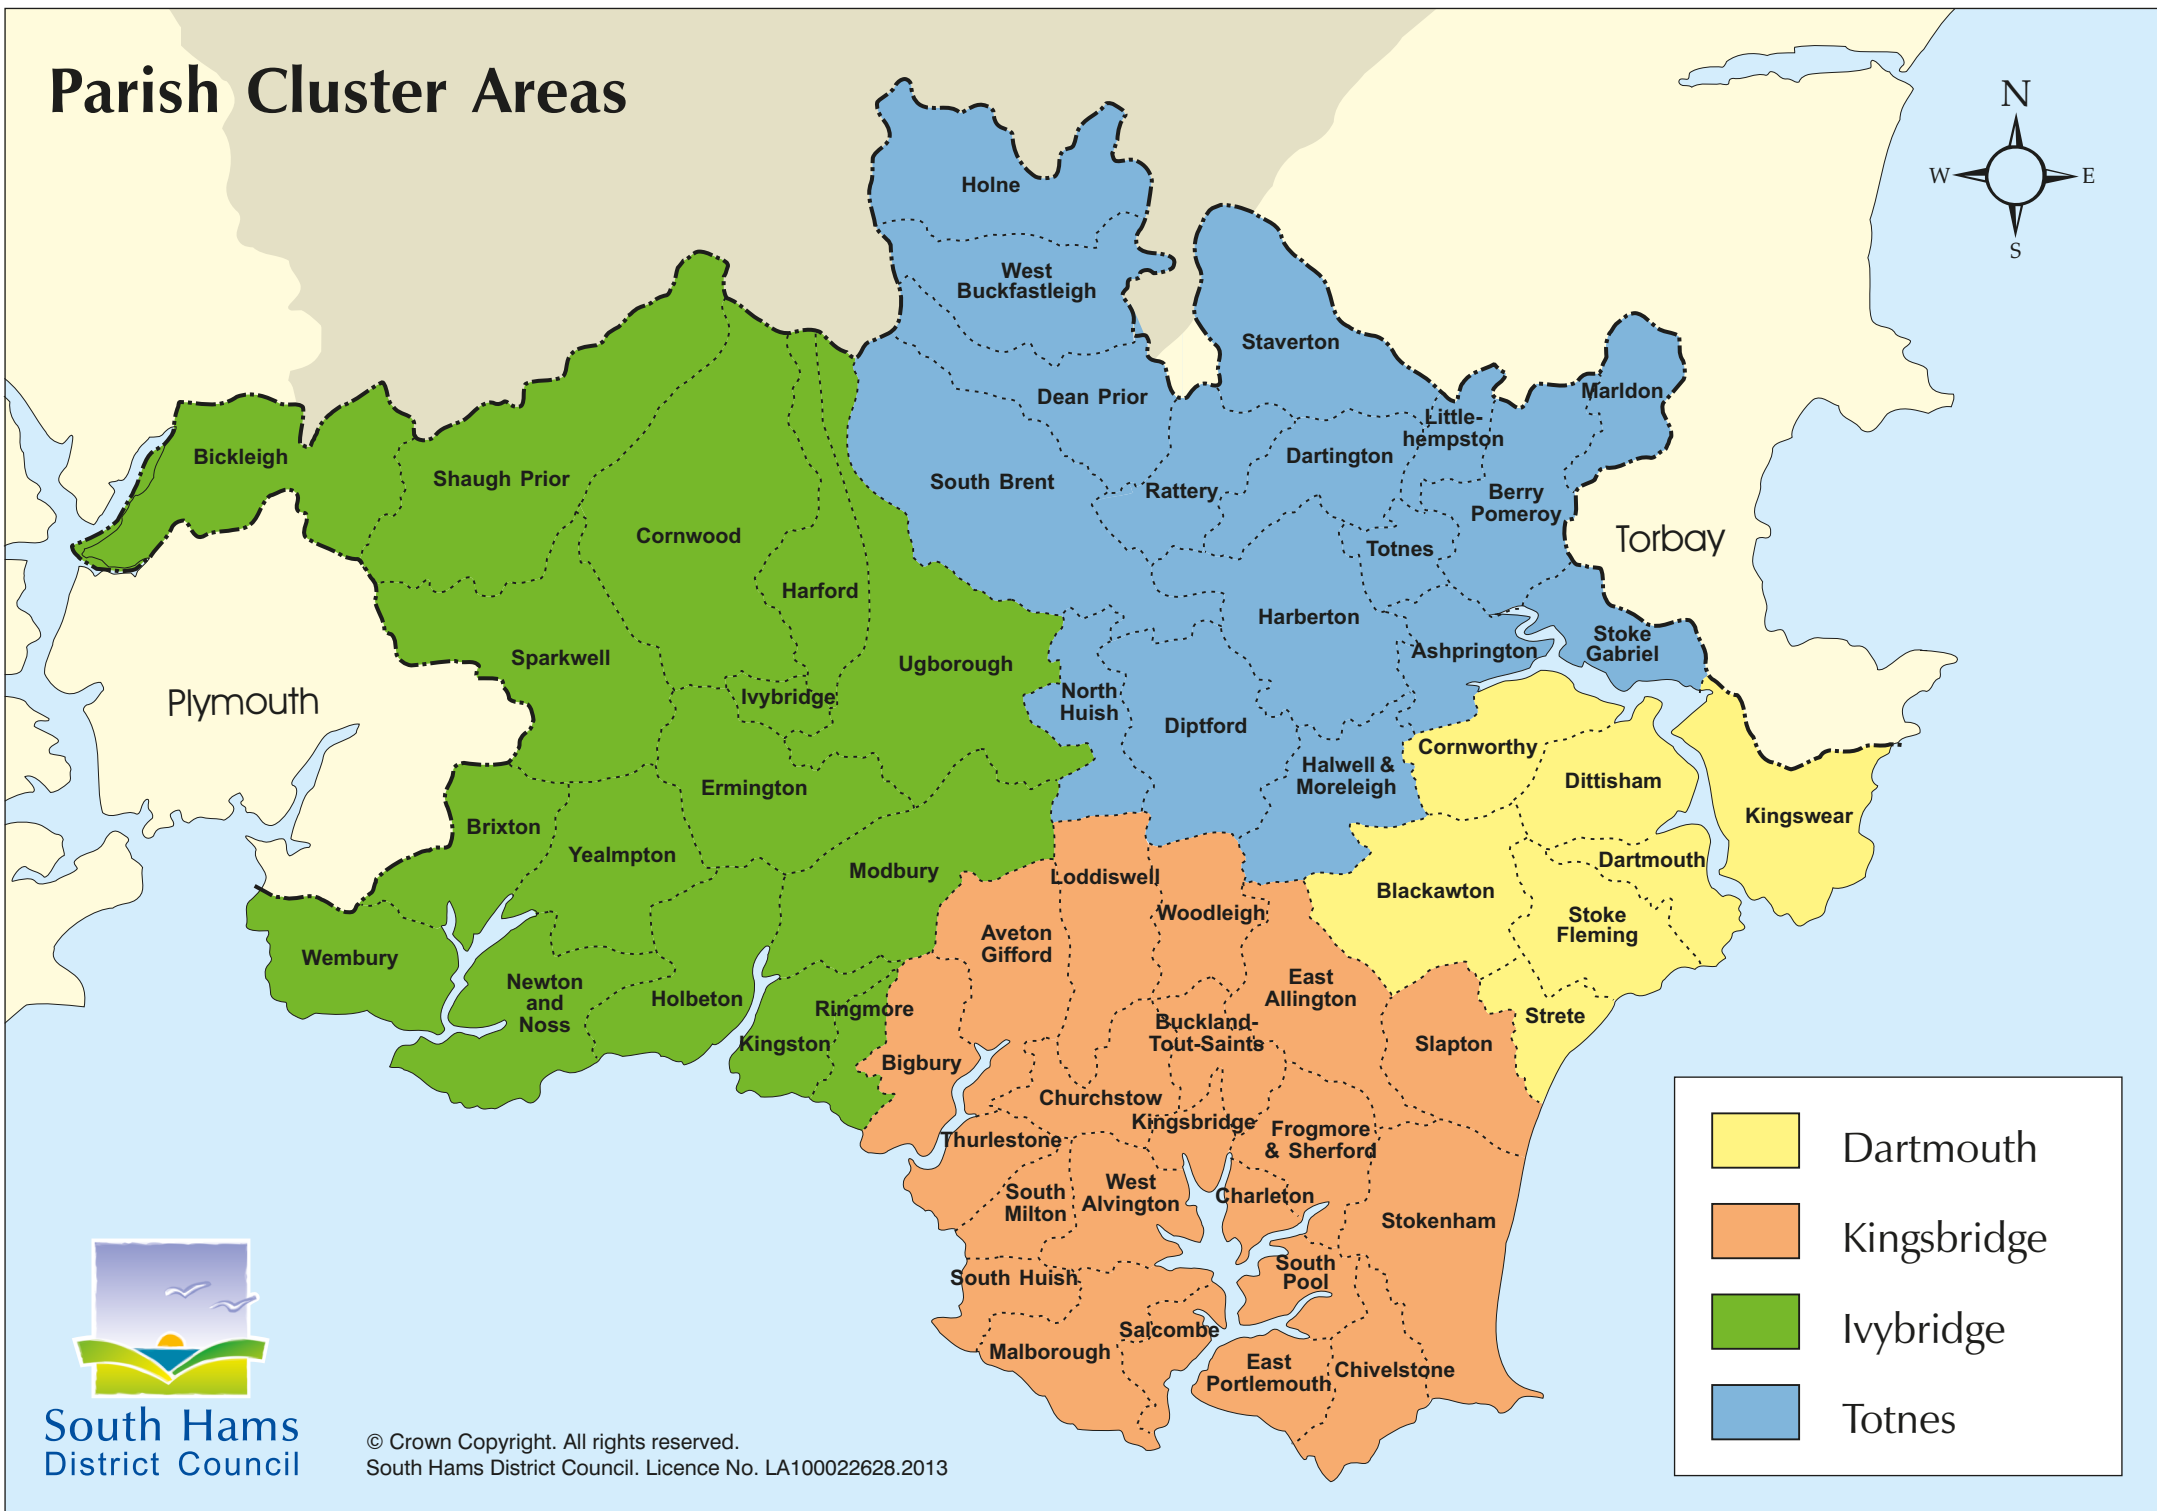 Parish Cluster Areas
N
W
E
S
Holne
West
Buckfastleigh
Staverton
Dean Prior
Marldon
Little-
hempston
Dartington
Bickleigh
Shaugh Prior
South Brent
Rattery
Berry
Pomeroy
Cornwood
Totnes
Torbay
Harford
Harberton
Stoke
Gabriel
Ashprington
Sparkwell
Ugborough
Plymouth
Ivybridge
North
Huish
Diptford
Cornworthy
Halwell &
Moreleigh
Dittisham
Ermington
Kingswear
Brixton
Yealmpton
Dartmouth
Modbury
Loddiswell
Blackawton
Woodleigh
Stoke
Fleming
Aveton
Gifford
Wembury
East
Allington
Newton
and
Noss
Holbeton
Ringmore
Strete
Buckland-
Tout-Saints
Kingston
Slapton
Bigbury
Churchstow
Kingsbridge
Frogmore
& Sherford
Thurlestone
South
Milton
West
Alvington
Charleton
Stokenham
South Huish
South
Pool
Salcombe
Malborough
East
Portlemouth
Chivelstone
Dartmouth
Kingsbridge
Ivybridge
Totnes
South Hams
District Council
© Crown Copyright. All rights reserved.
South Hams District Council. Licence No. LA100022628.2013